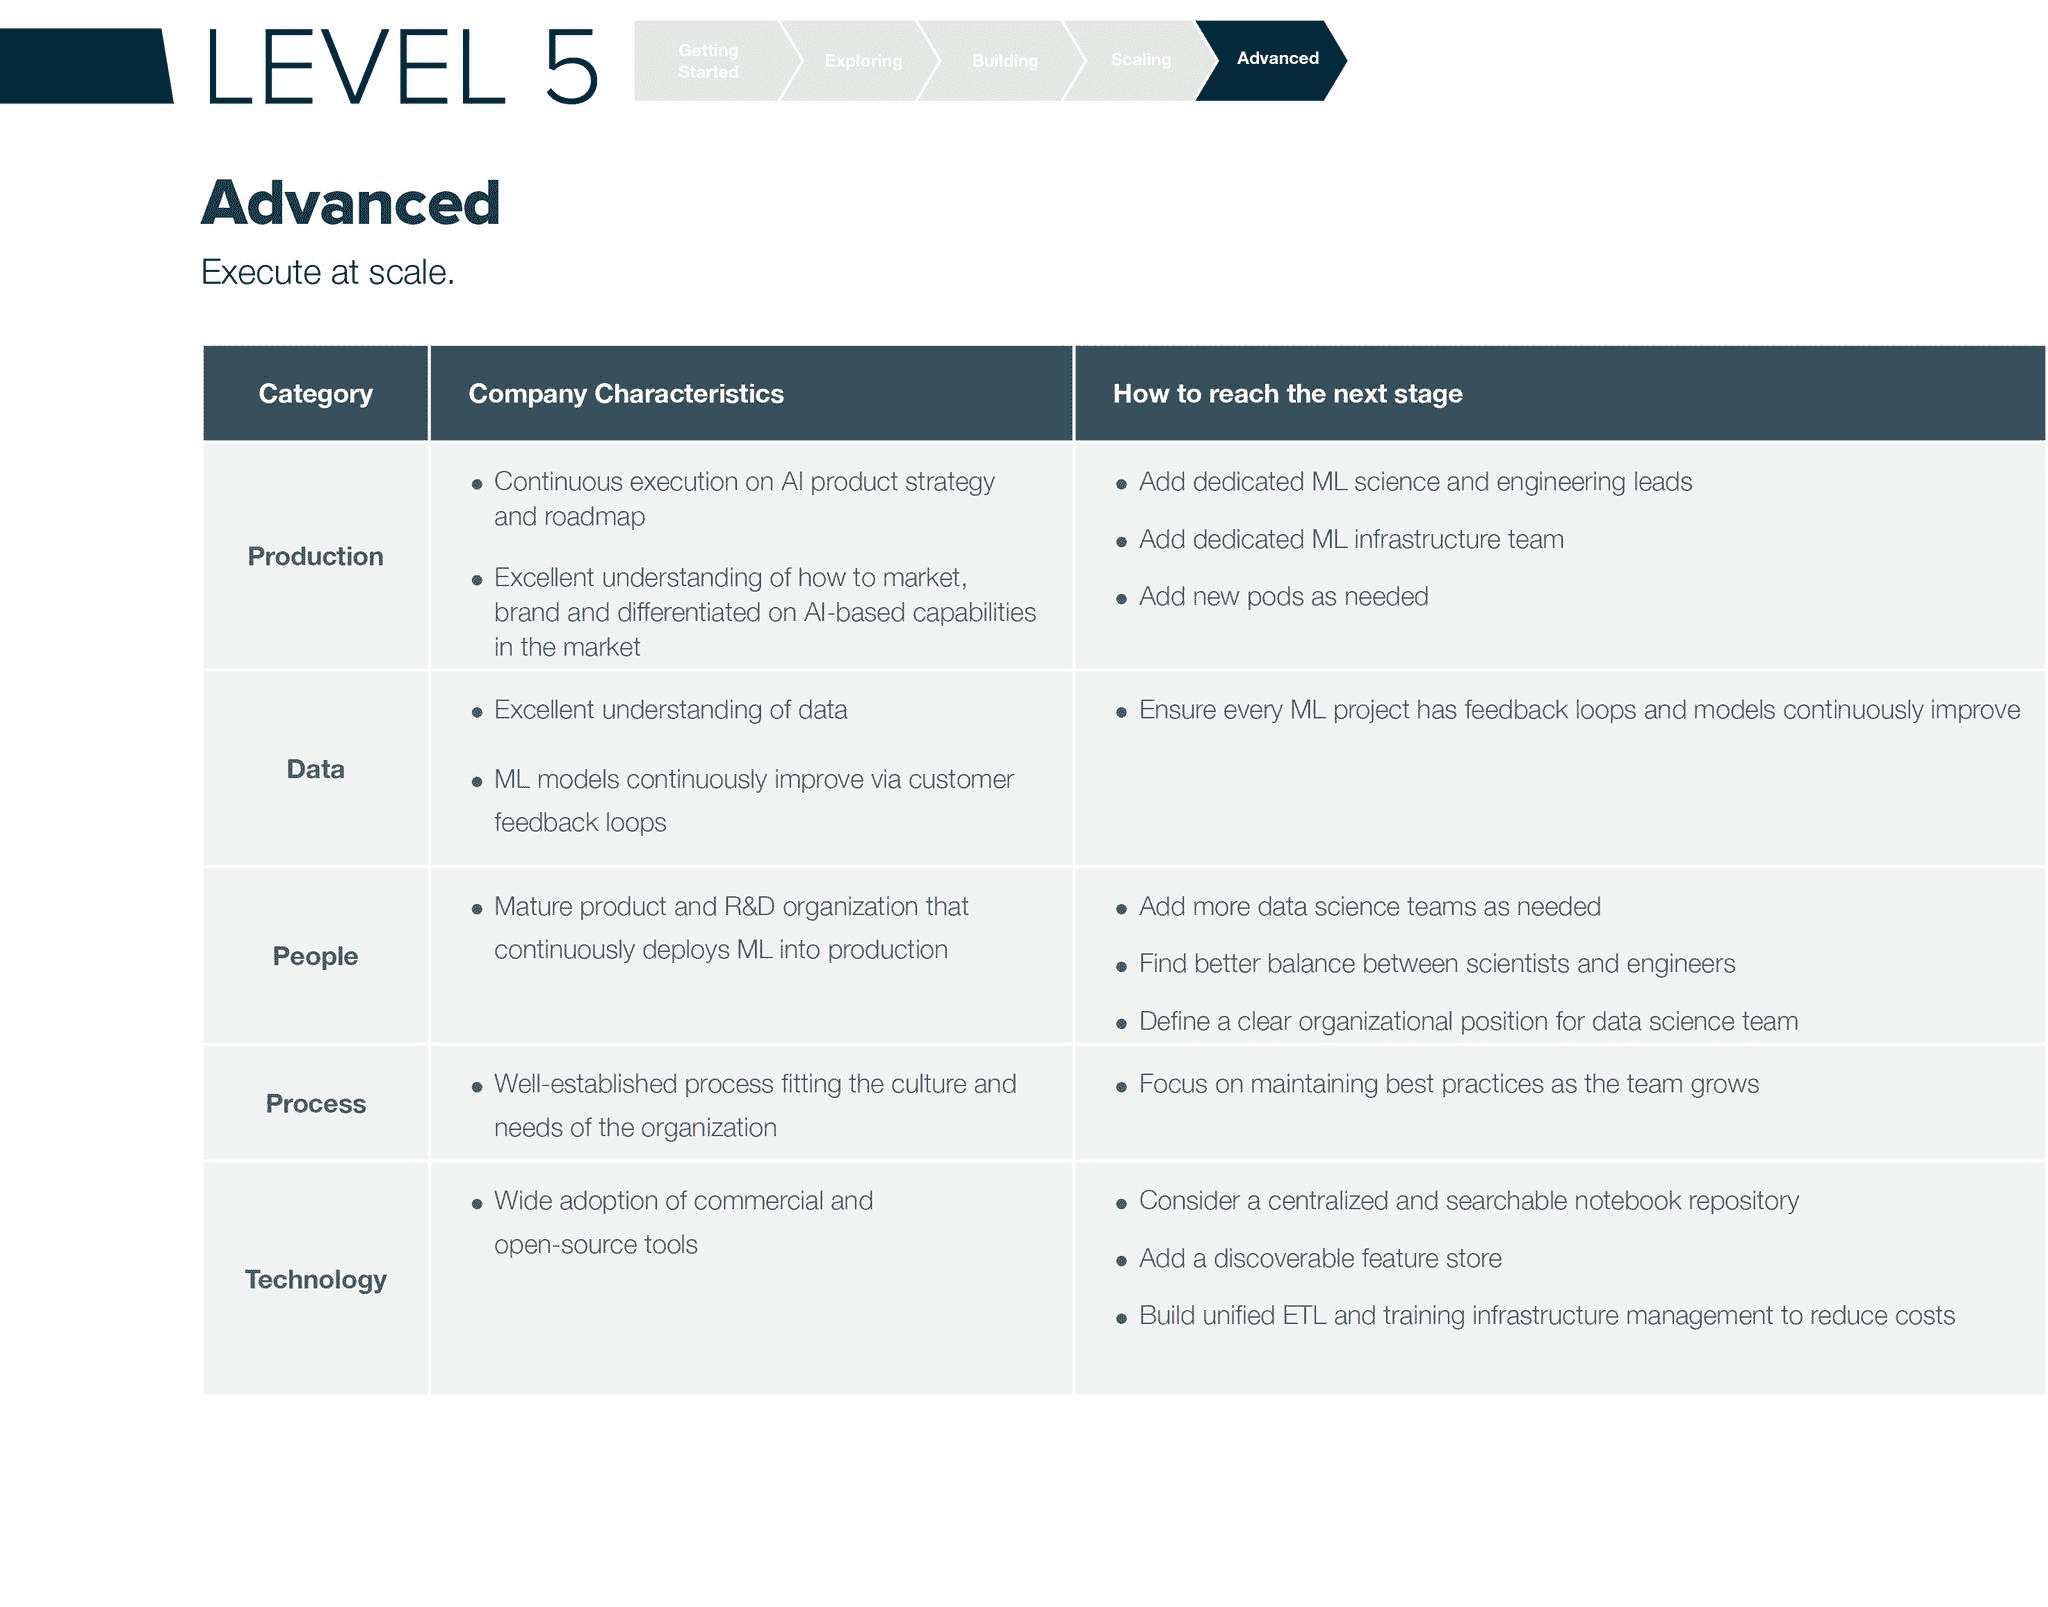 LEVEL 5
Getting
Started
Exploring
Building
Scaling
Advanced
Advanced
Execute at scale.
Category
Company Characteristics
How to reach the next stage
Production
• Continuous execution on AI product strategy
and roadmap
• Excellent understanding of how to market,
brand and differentiated on AI-based capabilities
in the market
• Add dedicated ML science and engineering leads
• Add dedicated ML infrastructure team
• Add new pods as needed
Data
• Excellent understanding of data
• ML models continuously improve via customer
feedback loops
• Ensure every ML project has feedback loops and models continuously improve
People
• Mature product and R&D organization that
continuously deploys ML into production
• Add more data science teams as needed
• Find better balance between scientists and engineers
• Define a clear organizational position for data science team
Process
• Well-established process fitting the culture and
needs of the organization
• Focus on maintaining best practices as the team grows
Technology
• Wide adoption of commercial and
open-source tools
• Consider a centralized and searchable notebook repository
• Add a discoverable feature store
• Build unified ETL and training infrastructure management to reduce costs